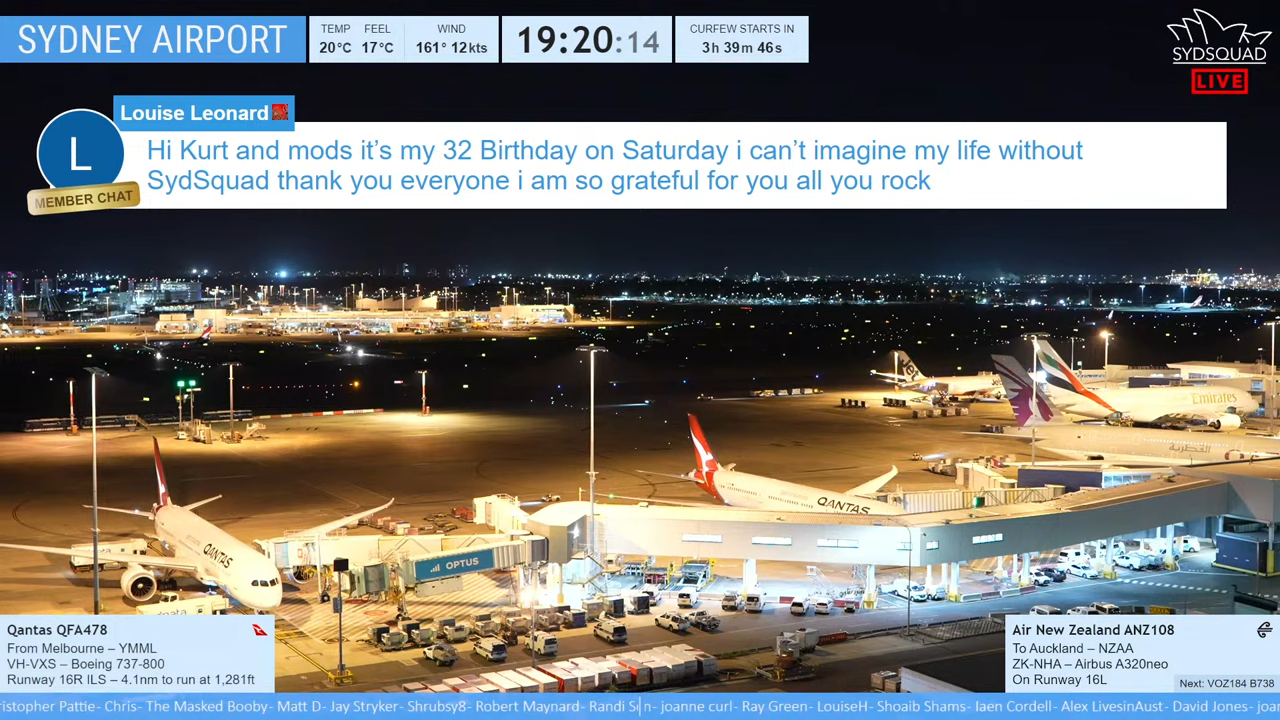 SYDNEY AIRPORT
TEMP FEEL WIND
20°C 17°C 161° 12kts
19:20:14
CURFEW STARTS IN
3h 39m 46s
SYDSQUAD
LIVE
Louise Leonard
L
MEMBER CHAT
Hi Kurt and mods it's my 32 Birthday on Saturday i can't imagine my life without
SydSquad thank you everyone i am so grateful for you all you rock
Emirates
QANTAS
QANTAS
OPTUS
Qantas QFA478
From Melbourne – YMML
VH-VXS – Boeing 737-800
Runway 16R ILS – 4.1nm to run at 1,281ft
Air New Zealand ANZ108
To Auckland – NZAA
ZK-NHA – Airbus A320neo
On Runway 16L
Next: VOZ184 B738
ristopher Pattie- Chris- The Masked Booby- Matt D- Jay Stryker- Shrubsy8- Robert Maynard- Randi S n- joanne curl- Ray Green- LouiseH- Shoaib Shams- Iaen Cordell- Alex LivesinAust- David Jones- joan